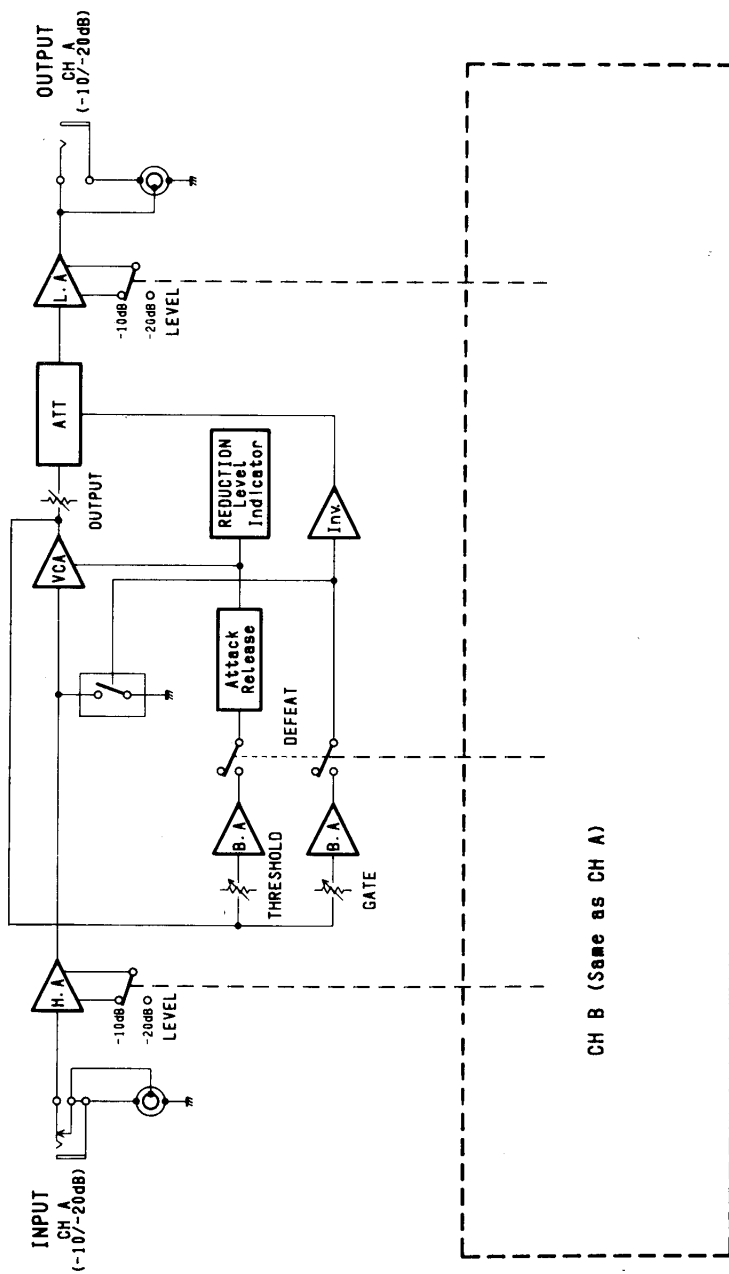 INPUT
CH A
(-10/-20dB)
H.A
-10dB
-20dB
LEVEL
THRESHOLD
B.A
GATE
B.A
DEFEAT
Attack
Release
REDUCTION
Level
Indicator
Inv.
VCA
OUTPUT
ATT
L.A
-10dB
-20dB
LEVEL
OUTPUT
CH A
(-10/-20dB)
CH B (Same as CH A)